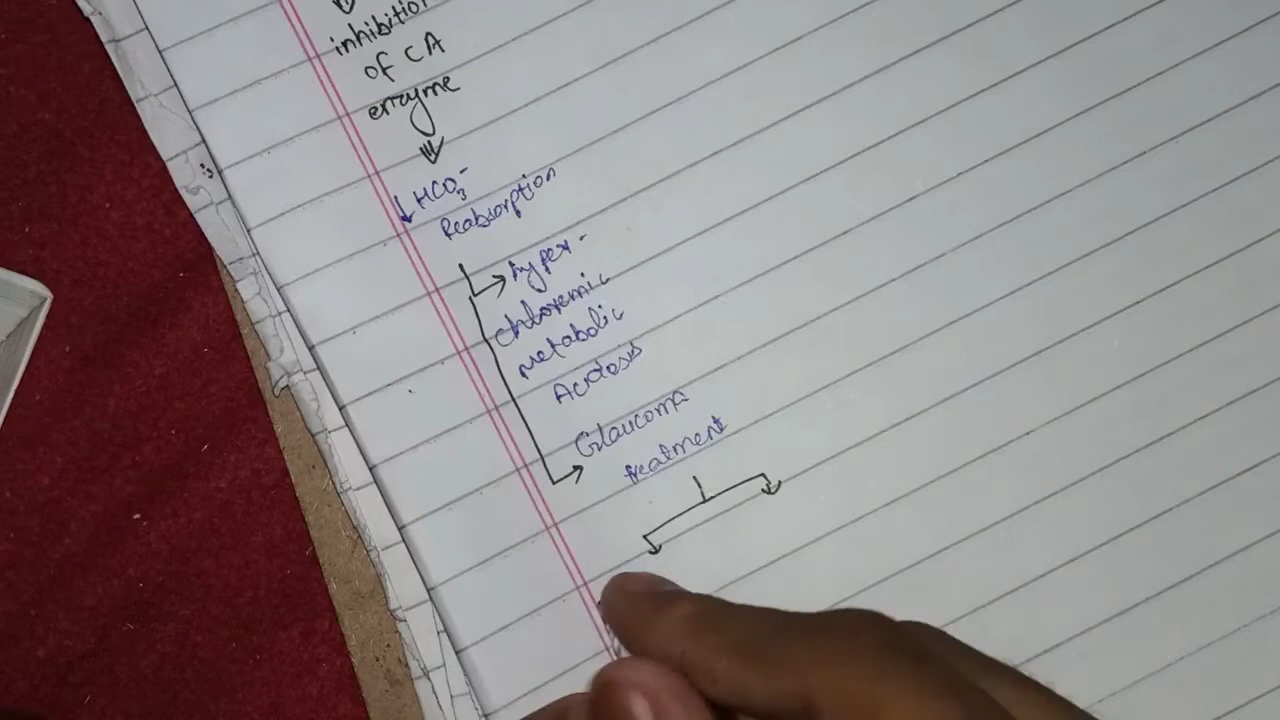 inhibition
of CA
enzyme
↓HCO3-
Reabsorption
hyper-
chloremic
metabolic
Acidosis
Glaucoma
treatment